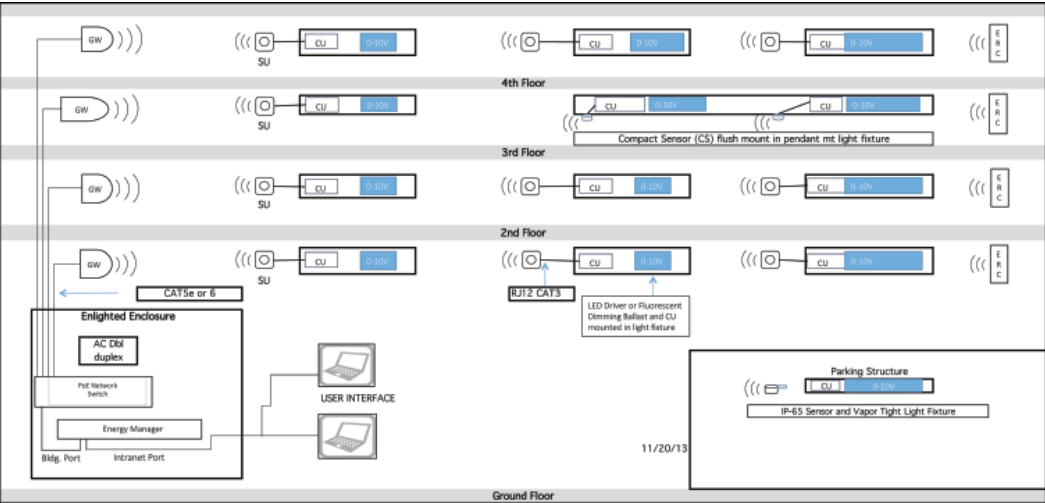 GW
SU
CU 0-10V
CU 0-10V
CU 0-10V
E
R
C
4th Floor
GW
SU
CU 0-10V
CU 0-10V
CU 0-10V
E
R
C
Compact Sensor (CS) flush mount in pendant mt light fixture
3rd Floor
GW
SU
CU 0-10V
CU 0-10V
CU 0-10V
E
R
C
2nd Floor
GW
SU
CU 0-10V
CU 0-10V
CU 0-10V
E
R
C
CAT5e or 6
RJ12 CAT3
LED Driver or Fluorescent
Dimming Ballast and CU
mounted in light fixture
Enlighted Enclosure
AC Dbl
duplex
PoE Network
Switch
Energy Manager
Bldg. Port
Intranet Port
USER INTERFACE
Parking Structure
CU 0-10V
IP-65 Sensor and Vapor Tight Light Fixture
11/20/13
Ground Floor